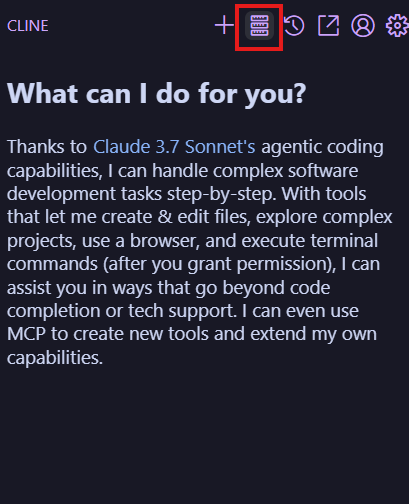 CLINE
What can I do for you?
Thanks to Claude 3.7 Sonnet's agentic coding
capabilities, I can handle complex software
development tasks step-by-step. With tools
that let me create & edit files, explore complex
projects, use a browser, and execute terminal
commands (after you grant permission), I can
assist you in ways that go beyond code
completion or tech support. I can even use
MCP to create new tools and extend my own
capabilities.